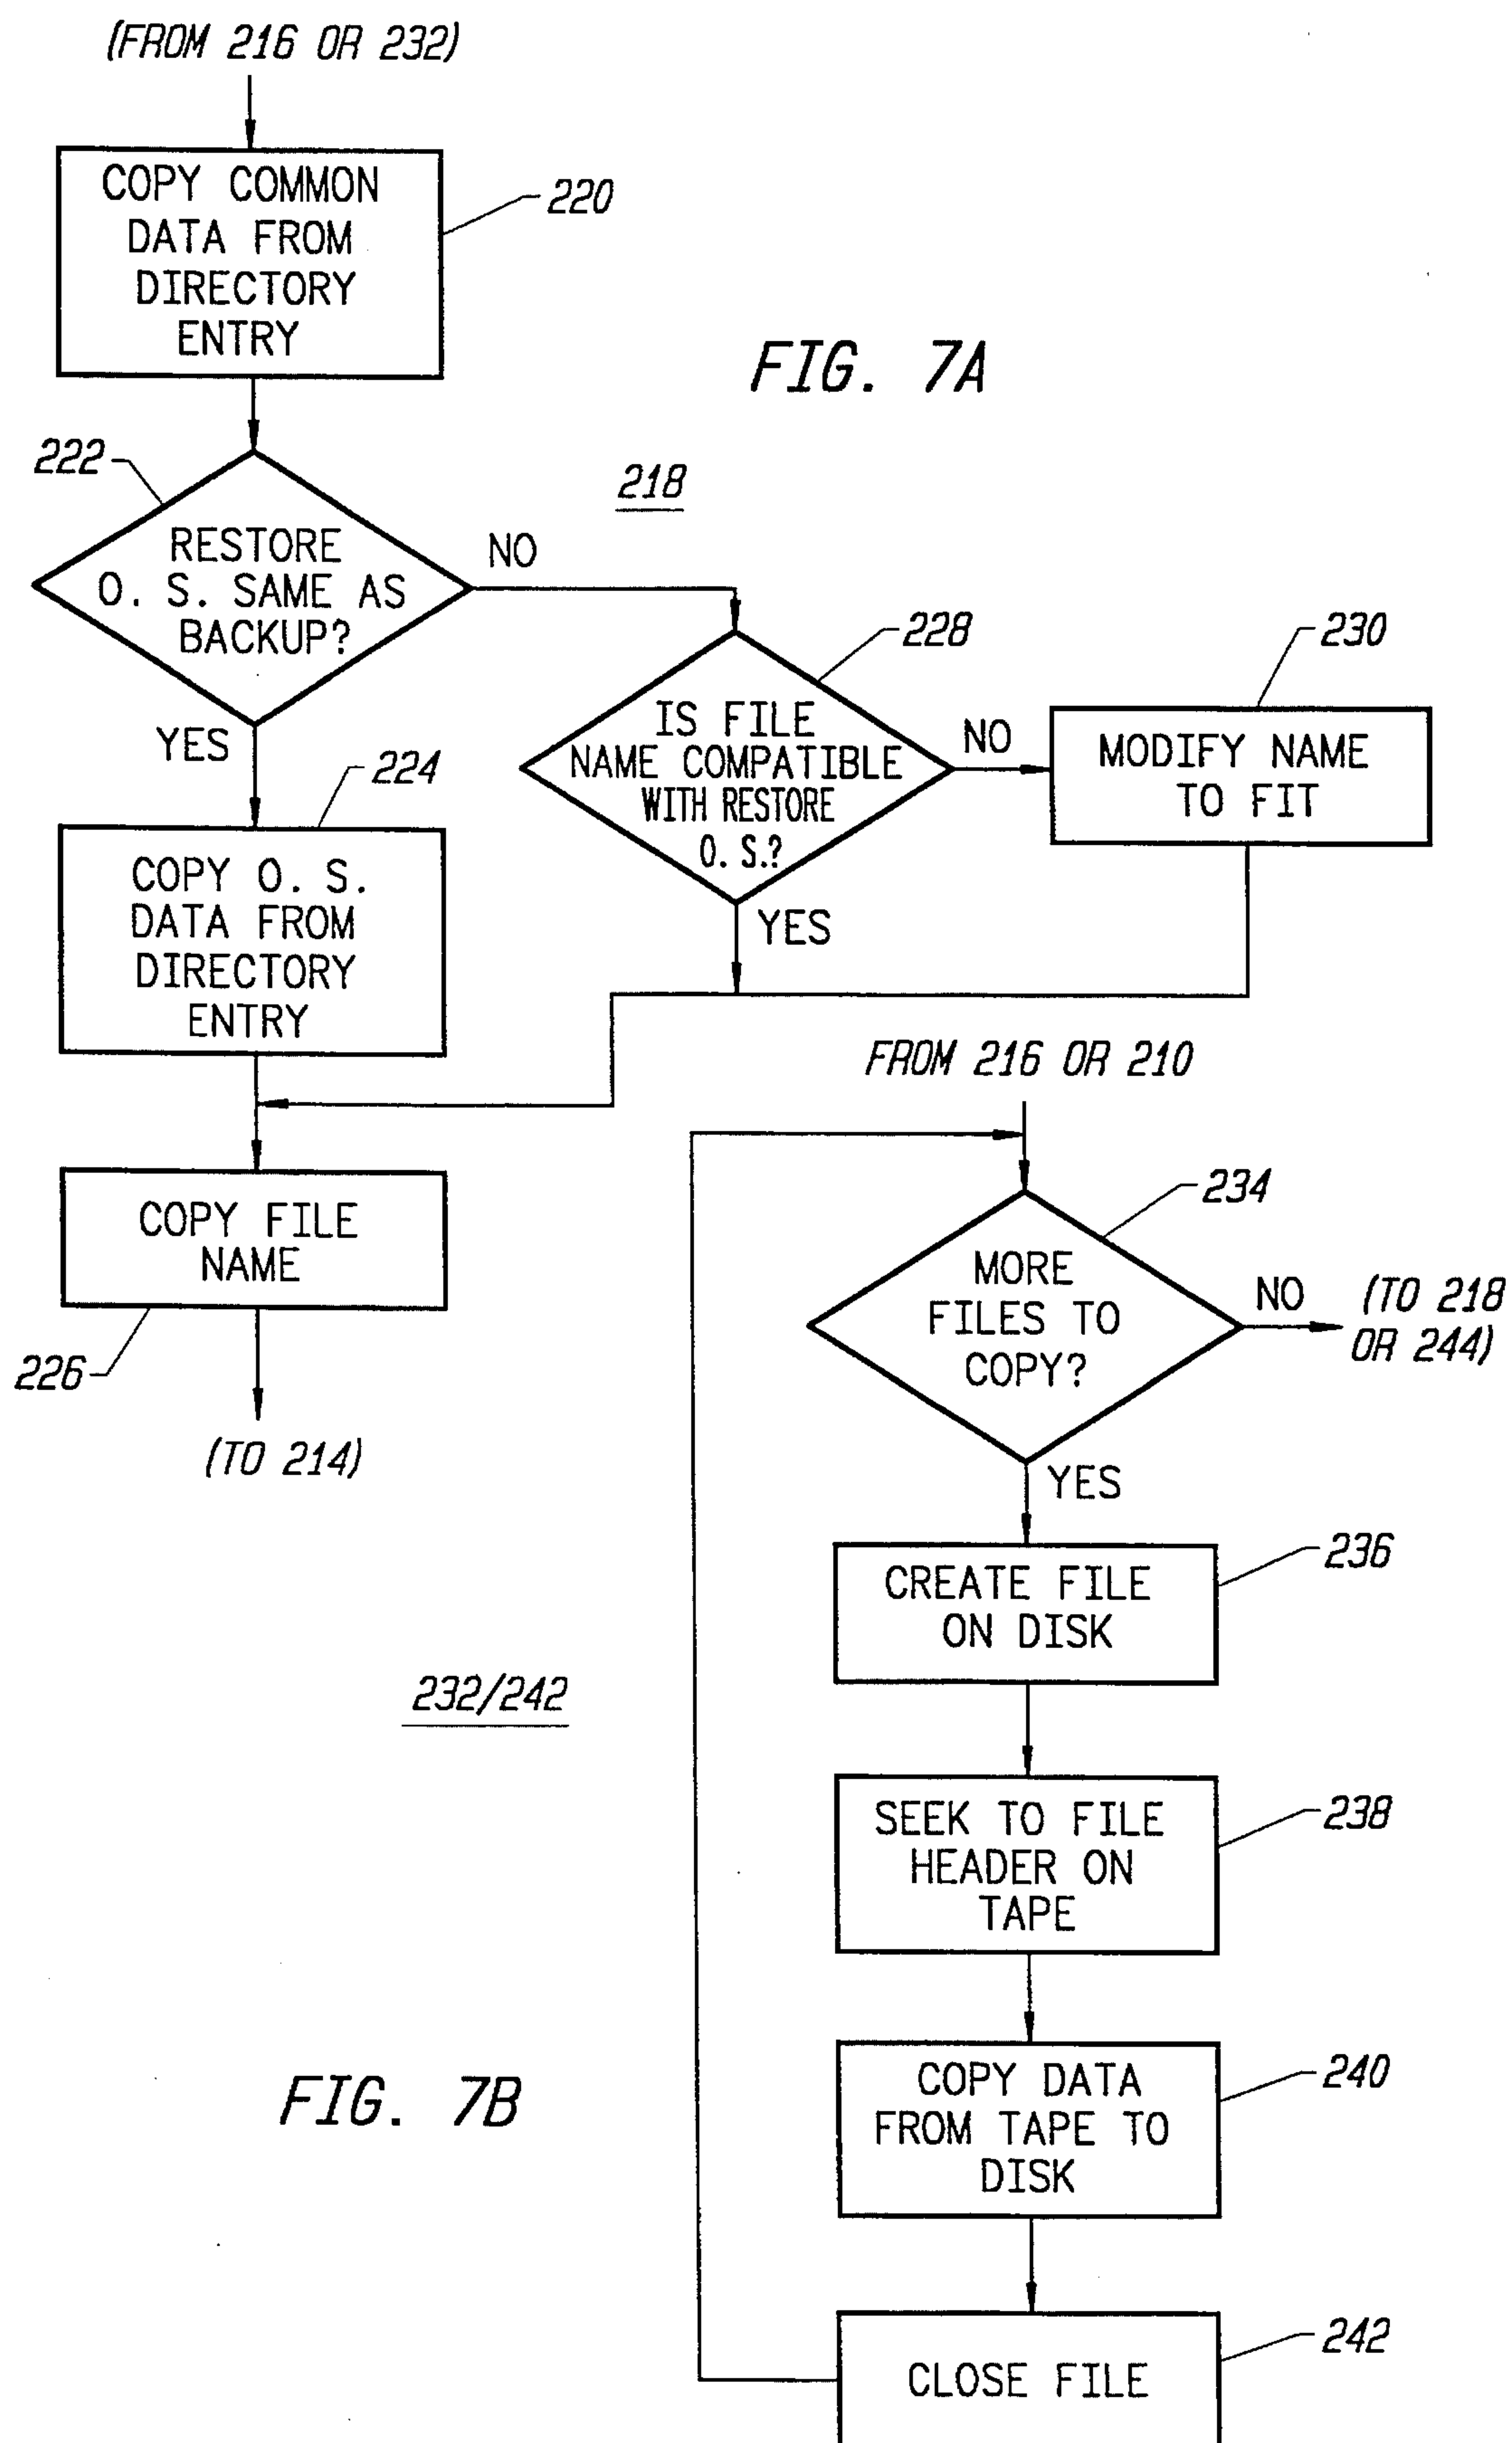 (FROM 216 OR 232)
COPY COMMON
DATA FROM
DIRECTORY
ENTRY
220
FIG. 7A
222
218
RESTORE
O. S. SAME AS
BACKUP?
NO
YES
228
IS FILE
NAME COMPATIBLE
WITH RESTORE
O. S.?
NO
YES
230
MODIFY NAME
TO FIT
224
COPY O. S.
DATA FROM
DIRECTORY
ENTRY
COPY FILE
NAME
226
(TO 214)
FROM 216 OR 210
234
MORE
FILES TO
COPY?
NO
(TO 218
OR 244)
YES
236
CREATE FILE
ON DISK
232/242
238
SEEK TO FILE
HEADER ON
TAPE
240
COPY DATA
FROM TAPE TO
DISK
FIG. 7B
242
CLOSE FILE